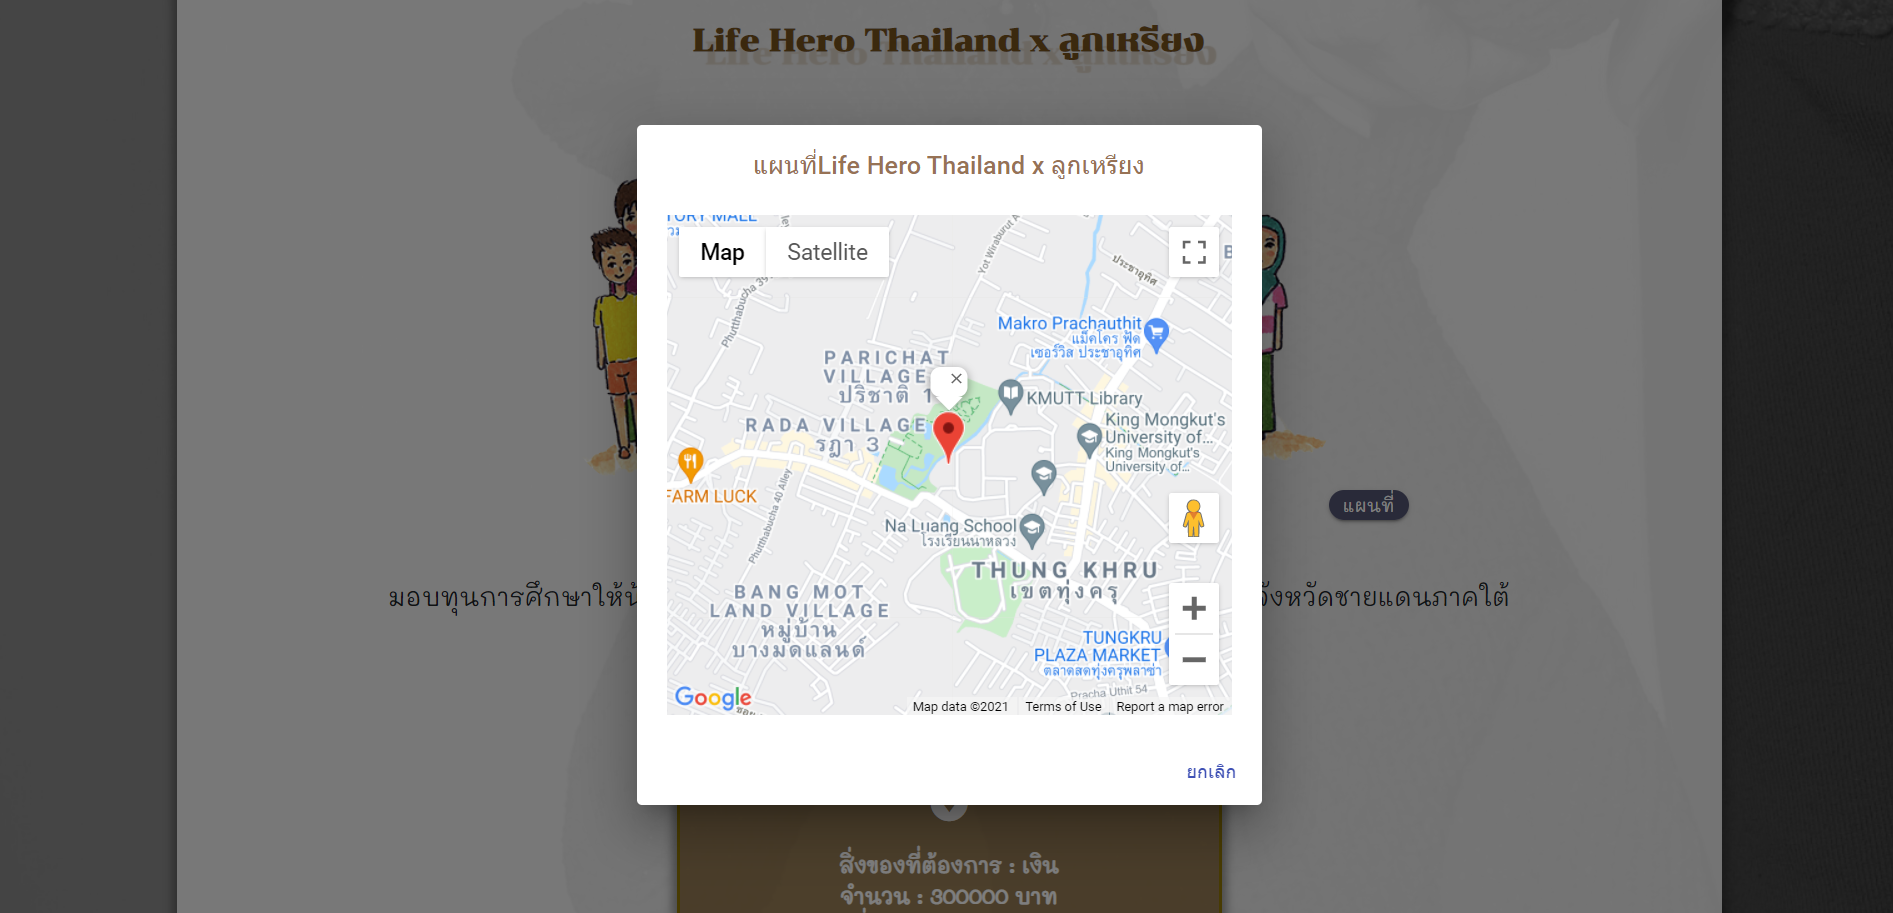 Life Hero Thailand x ลูกเหรียง
แผนที่Life Hero Thailand x ลูกเหรียง
TORY MALL
Map
Satellite
Yot Wiraburut A
ประชาอุทิศ
B
Phutthabucha 39
Makro Prachauthit
แม็คโคร ฟู้ด
เซอร์วิส ประชาอุทิศ
PARICHAT
VILLAGE
ปริชาติ 1
KMUTT Library
RADA VILLAGE
รฎา 3
King Mongkut's
University of...
King Mongkut's
University of...
FARM LUCK
Phutthabucha 40 Alley
แผนที่
Na Luang School
โรงเรียนนาหลวง
THUNG KHRU
เขตทุ่งครุ
มอบทุนการศึกษาให้น้
จังหวัดชายแดนภาคใต้
BANG MOT
LAND VILLAGE
หมู่บ้าน
บางมดแลนด์
TUNGKRU
PLAZA MARKET
ตลาดสดทุ่งครุพลาซ่า
Pracha Uthit 54
Google
Map data ©2021
Terms of Use
Report a map error
ยกเลิก
สิ่งของที่ต้องการ : เงิน
จำนวน : 300000 บาท